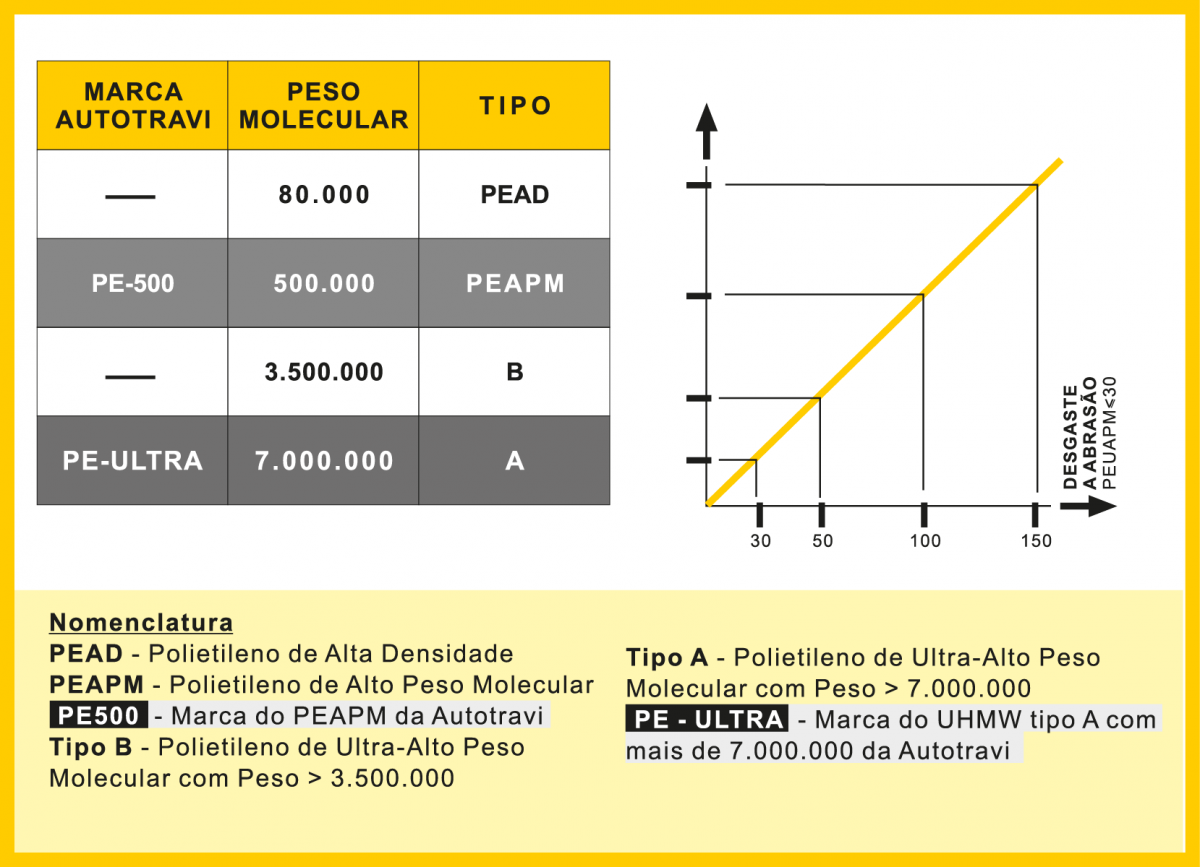 MARCA
AUTOTRAVI
PESO
MOLECULAR
TIPO
80.000
PEAD
PE-500
500.000
PEAPM
3.500.000
B
PE-ULTRA
7.000.000
A
DESGASTE
A ABRASÃO
PEUAPM⩽30
30
50
100
150
Nomenclatura
PEAD - Polietileno de Alta Densidade
PEAPM - Polietileno de Alto Peso Molecular
PE500 - Marca do PEAPM da Autotravi
Tipo B - Polietileno de Ultra-Alto Peso
Molecular com Peso > 3.500.000
Tipo A - Polietileno de Ultra-Alto Peso
Molecular com Peso > 7.000.000
PE - ULTRA - Marca do UHMW tipo A com
mais de 7.000.000 da Autotravi